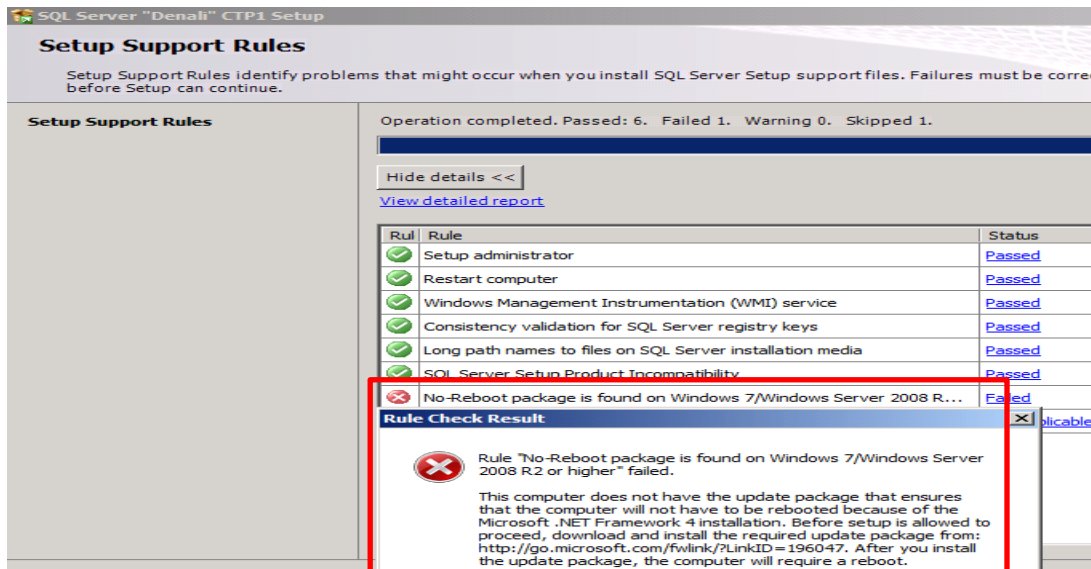 SQL Server "Denali" CTP1 Setup
Setup Support Rules
Setup Support Rules identify problems that might occur when you install SQL Server Setup support files. Failures must be corre
before Setup can continue.
Setup Support Rules
Operation completed. Passed: 6. Failed 1. Warning 0. Skipped 1.
Hide details <<
View detailed report
Rul Rule Status
Setup administrator Passed
Restart computer Passed
Windows Management Instrumentation (WMI) service Passed
Consistency validation for SQL Server registry keys Passed
Long path names to files on SQL Server installation media Passed
SQL Server Setup Product Incompatibility Passed
No-Reboot package is found on Windows 7/Windows Server 2008 R... Failed
Rule Check Result plicable
Rule "No-Reboot package is found on Windows 7/Windows Server
2008 R2 or higher" failed.
This computer does not have the update package that ensures
that the computer will not have to be rebooted because of the
Microsoft .NET Framework 4 installation. Before setup is allowed to
proceed, download and install the required update package from:
http://go.microsoft.com/fwlink/?LinkID=196047. After you install
the update package, the computer will require a reboot.